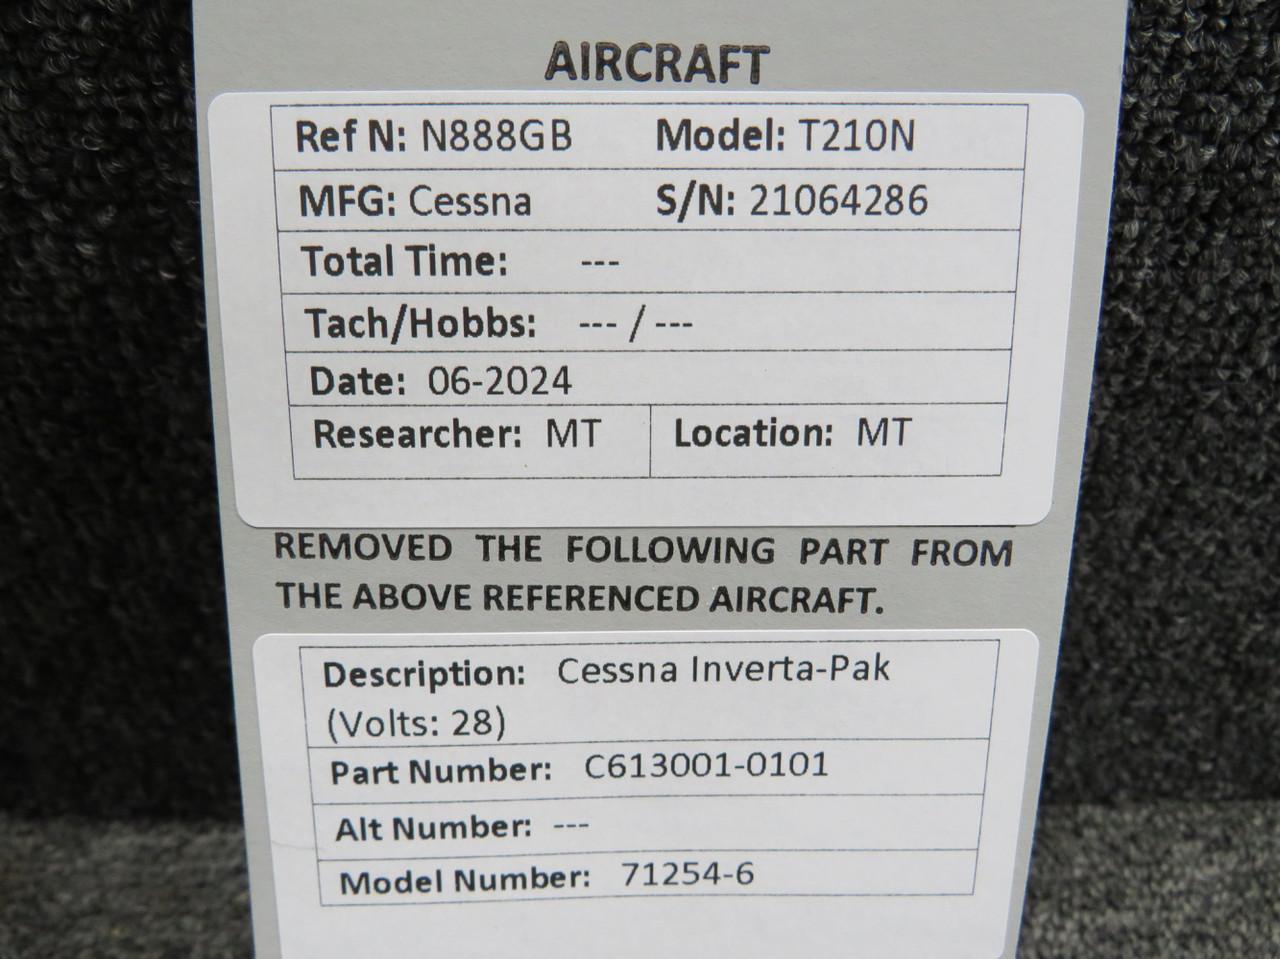 AIRCRAFT
Ref N: N888GB Model: T210N
MFG: Cessna S/N: 21064286
Total Time: ---
Tach/Hobbs: --- / ---
Date: 06-2024
Researcher: MT Location: MT
REMOVED THE FOLLOWING PART FROM
THE ABOVE REFERENCED AIRCRAFT.
Description: Cessna Inverta-Pak
(Volts: 28)
Part Number: C613001-0101
Alt Number: ---
Model Number: 71254-6